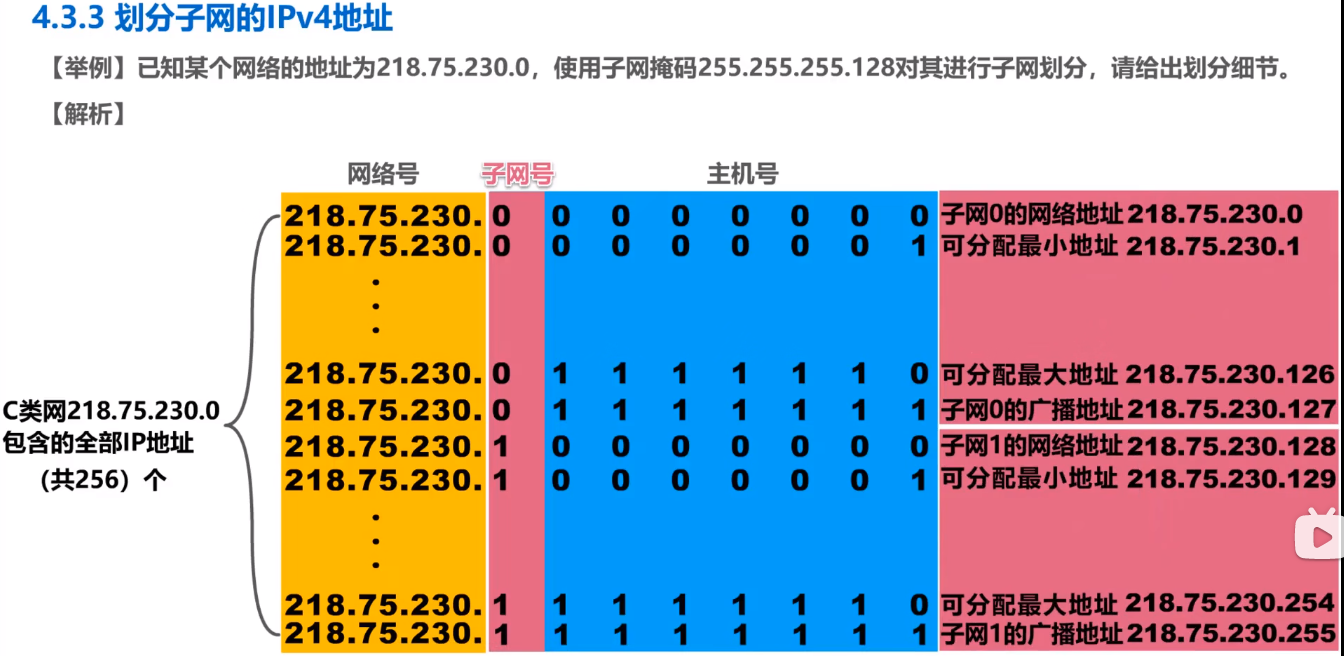 4.3.3 划分子网的IPv4地址
【举例】已知某个网络的地址为218.75.230.0，使用子网掩码255.255.255.128对其进行子网划分，请给出划分细节。
【解析】
网络号 子网号 主机号
218.75.230. 0 0 0 0 0 0 0 0 子网0的网络地址 218.75.230.0
218.75.230. 0 0 0 0 0 0 0 1 可分配最小地址 218.75.230.1
218.75.230. 0 1 1 1 1 1 1 0 可分配最大地址 218.75.230.126
218.75.230. 0 1 1 1 1 1 1 1 子网0的广播地址 218.75.230.127
C类网218.75.230.0
包含的全部IP地址
（共256）个
218.75.230. 1 0 0 0 0 0 0 0 子网1的网络地址 218.75.230.128
218.75.230. 1 0 0 0 0 0 0 1 可分配最小地址 218.75.230.129
218.75.230. 1 1 1 1 1 1 1 0 可分配最大地址 218.75.230.254
218.75.230. 1 1 1 1 1 1 1 1 子网1的广播地址 218.75.230.255